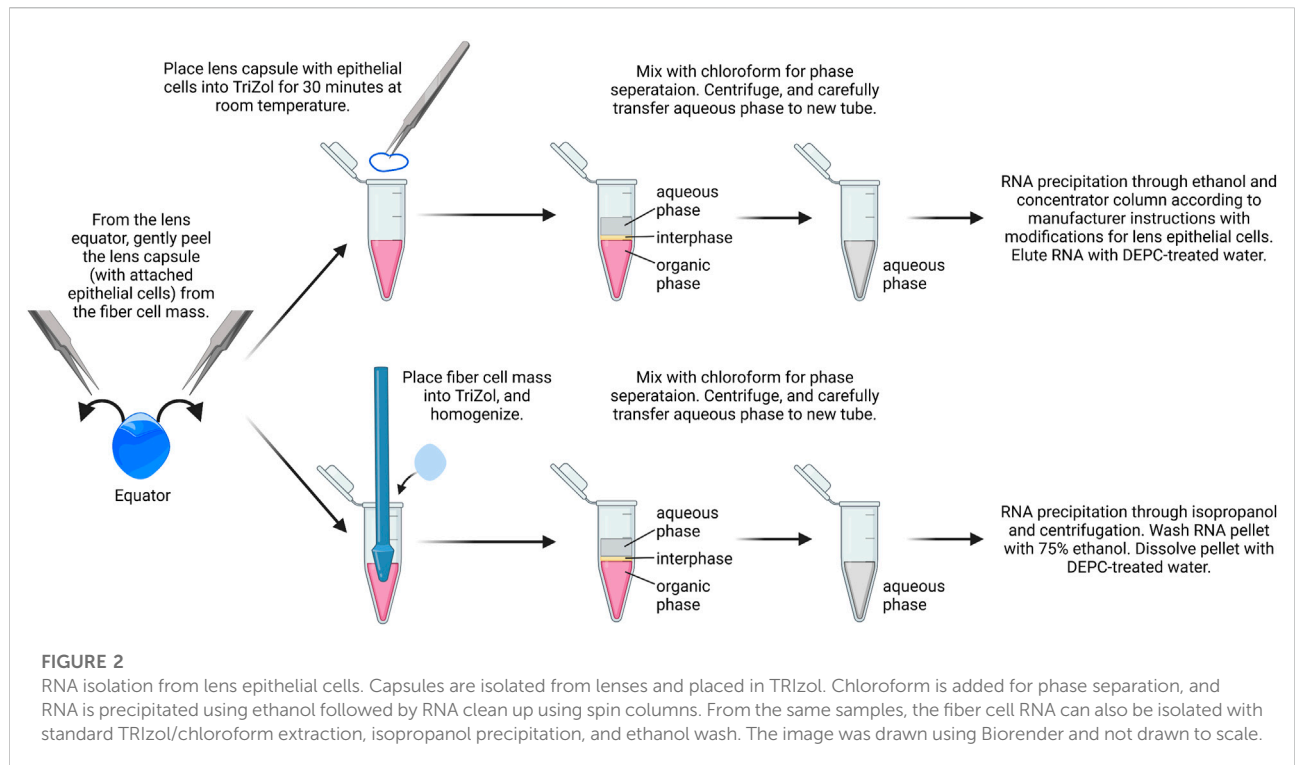 Place lens capsule with epithelial
cells into TriZol for 30 minutes at
room temperature.
Mix with chloroform for phase
seperataion. Centrifuge, and carefully
transfer aqueous phase to new tube.
From the lens
equator, gently peel
the lens capsule
(with attached
epithelial cells) from
the fiber cell mass.
Equator
aqueous
phase
interphase
organic
phase
aqueous
phase
RNA precipitation through ethanol and
concentrator column according to
manufacturer instructions with
modifications for lens epithelial cells.
Elute RNA with DEPC-treated water.
Place fiber cell mass
into TriZol, and
homogenize.
Mix with chloroform for phase
seperataion. Centrifuge, and carefully
transfer aqueous phase to new tube.
aqueous
phase
interphase
organic
phase
aqueous
phase
RNA precipitation through isopropanol
and centrifugation. Wash RNA pellet
with 75% ethanol. Dissolve pellet with
DEPC-treated water.
FIGURE 2
RNA isolation from lens epithelial cells. Capsules are isolated from lenses and placed in TRIzol. Chloroform is added for phase separation, and
RNA is precipitated using ethanol followed by RNA clean up using spin columns. From the same samples, the fiber cell RNA can also be isolated with
standard TRIzol/chloroform extraction, isopropanol precipitation, and ethanol wash. The image was drawn using Biorender and not drawn to scale.